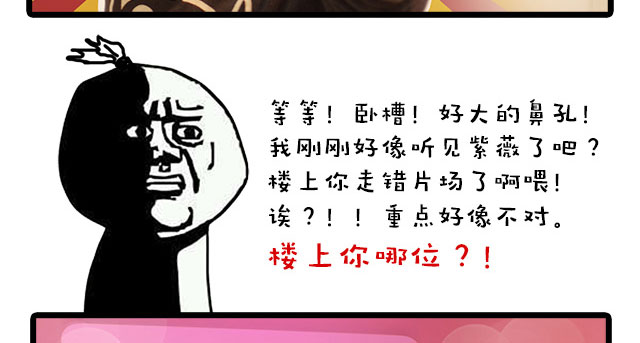 等等！卧槽！好大的鼻孔！
我刚刚好像听见紫薇了吧？
楼上你走错片场了啊喂！
诶？！！重点好像不对。
楼上你哪位？！